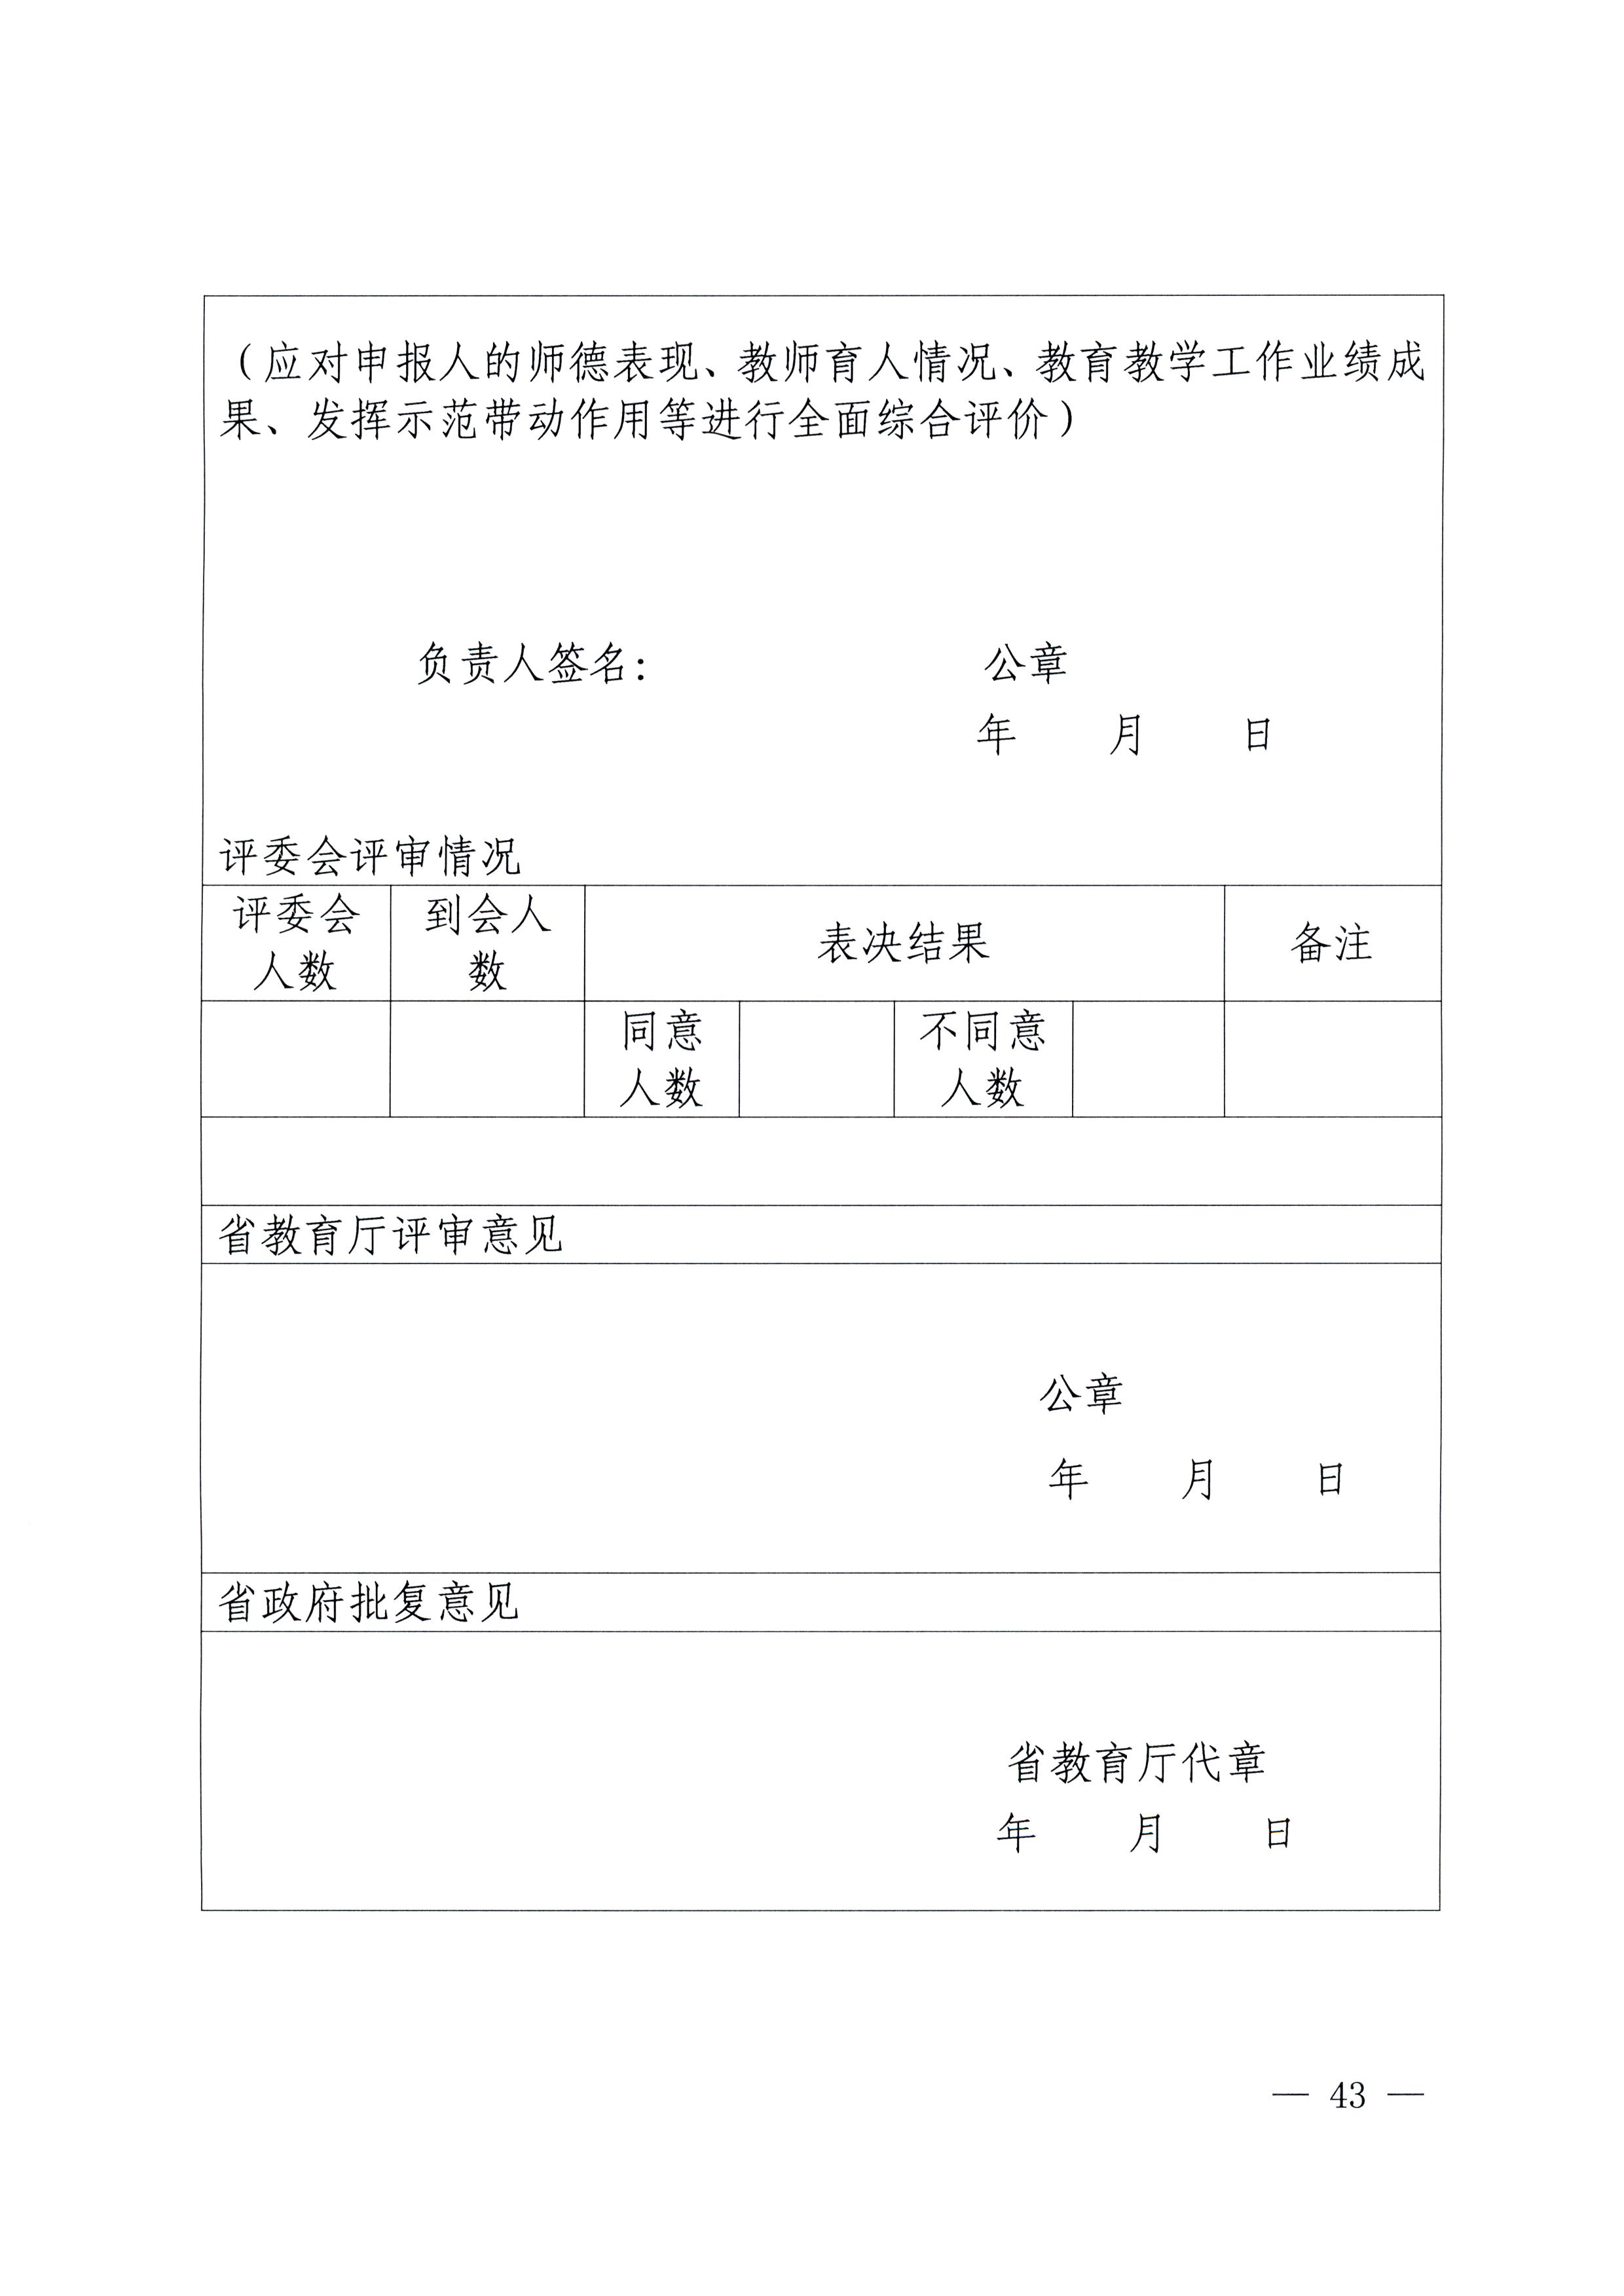 （应对申报人的师德表现、教师育人情况、教育教学工作业绩成
果、发挥示范带动作用等进行全面综合评价）
负责人签名：　　公章
年　月　日
评委会评审情况
评委会　到会人　表决结果　备注
人数　数
同意　不同意
人数　人数
省教育厅评审意见
公章
年　月　日
省政府批复意见
省教育厅代章
年　月　日
— 43 —